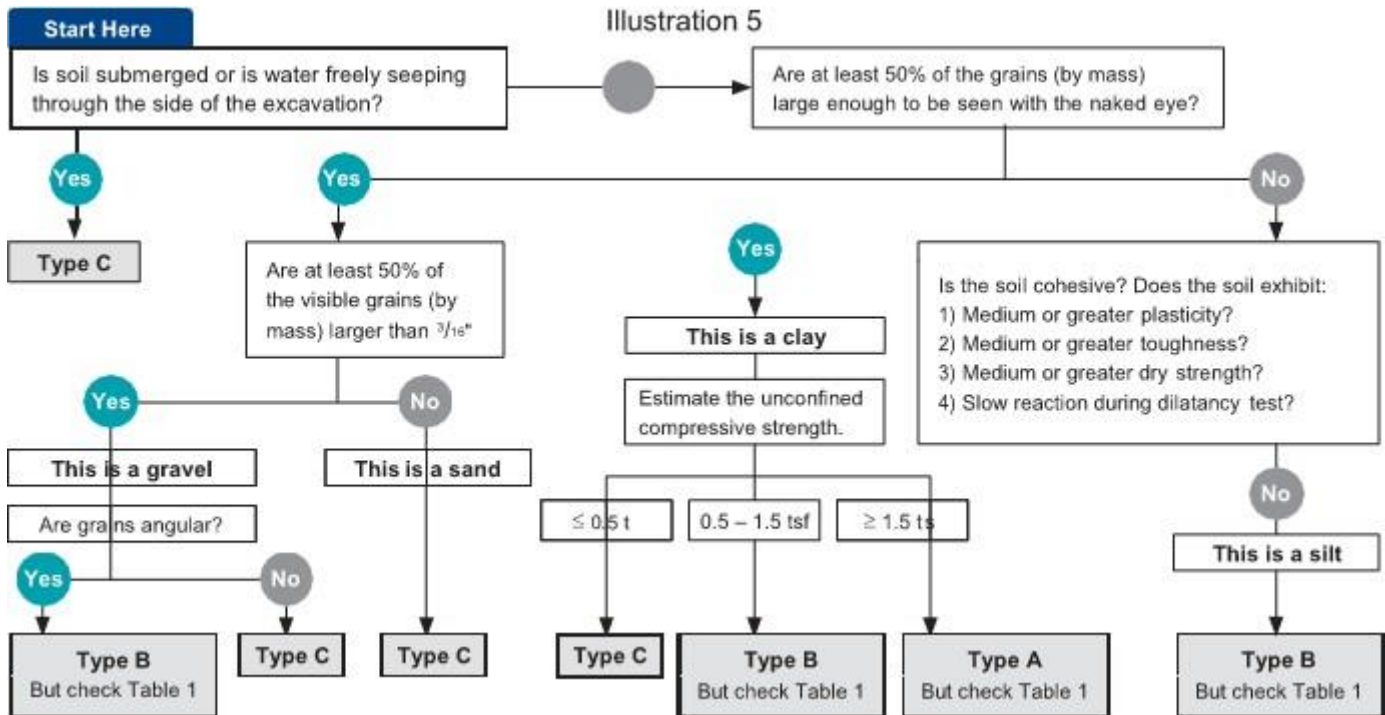 Illustration 5
Start Here
Is soil submerged or is water freely seeping
through the side of the excavation?
Are at least 50% of the grains (by mass)
large enough to be seen with the naked eye?
Yes
Type C
Yes
No
Are at least 50% of
the visible grains (by
mass) larger than 3/16"
Yes
This is a gravel
Are grains angular?
Yes
Type B
But check Table 1
No
Type C
No
This is a sand
Type C
Yes
This is a clay
Estimate the unconfined
compressive strength.
≤ 0.5 t
0.5 – 1.5 tsf
≥ 1.5 ts
Type C
Type B
But check Table 1
Type A
But check Table 1
Is the soil cohesive? Does the soil exhibit:
1) Medium or greater plasticity?
2) Medium or greater toughness?
3) Medium or greater dry strength?
4) Slow reaction during dilatancy test?
No
This is a silt
Type B
But check Table 1